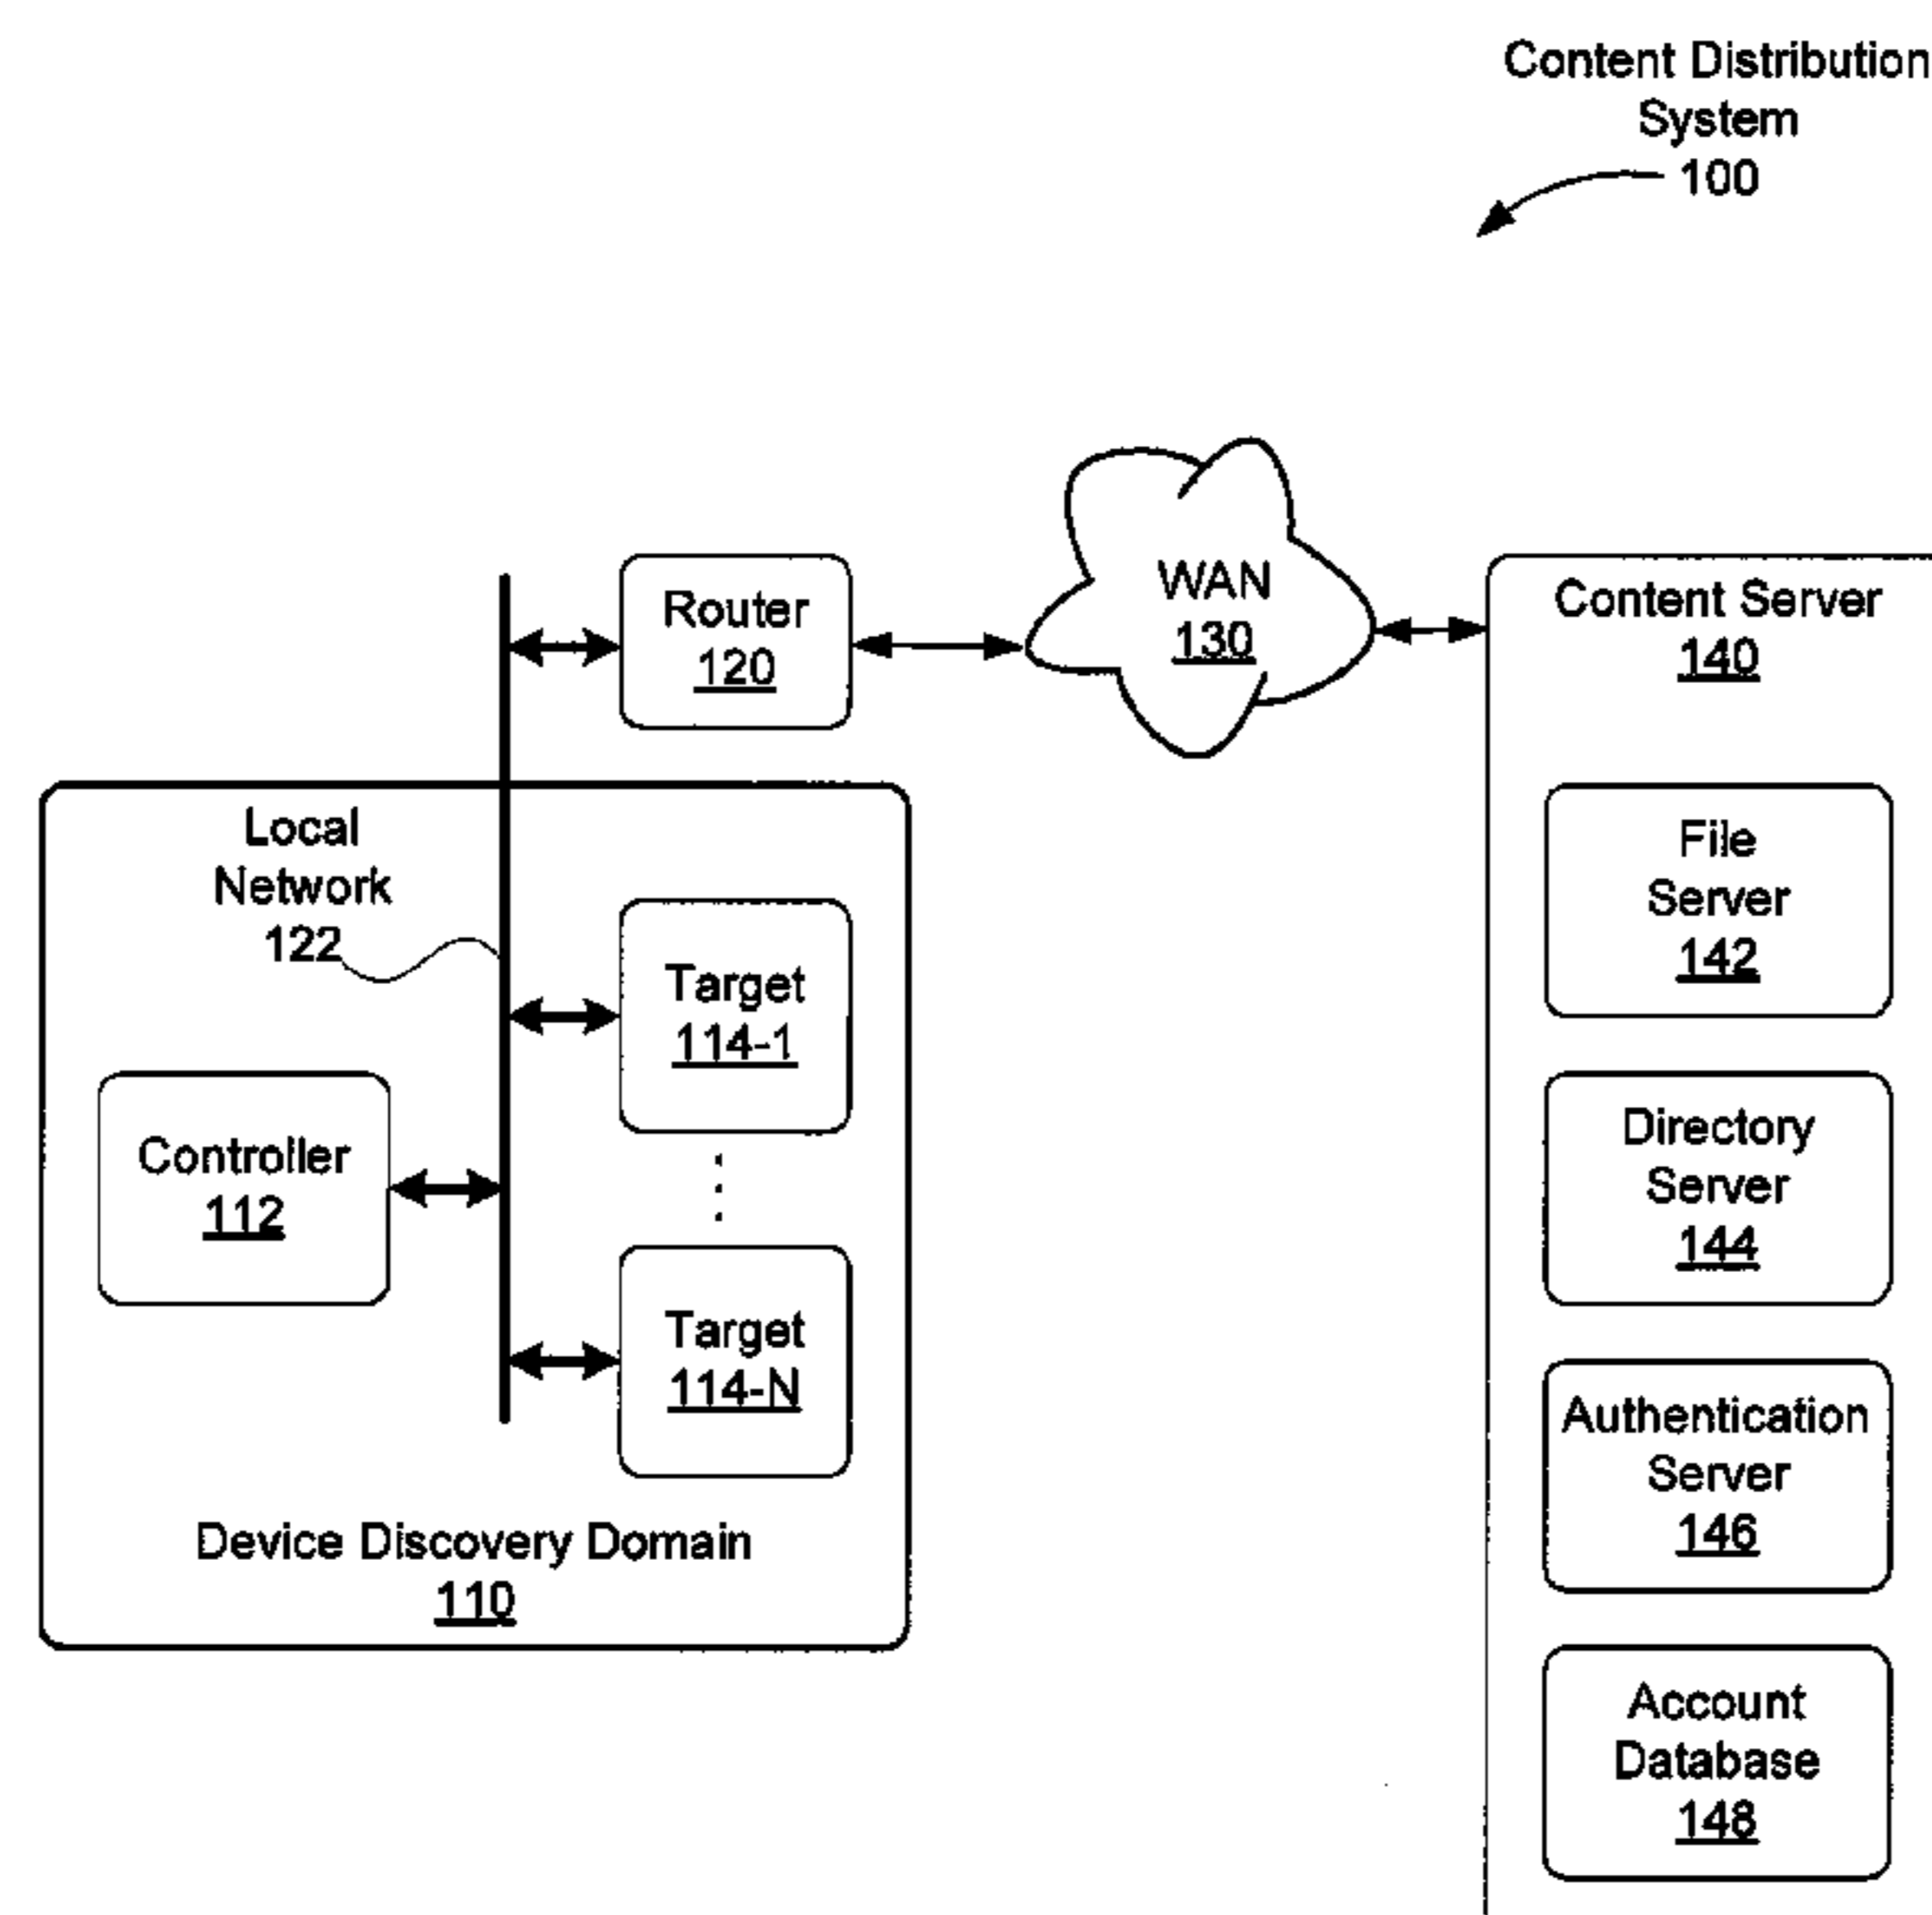 Content Distribution
System
100
Router
120
WAN
130
Content Server
140
Local
Network
122
Target
114-1
Controller
112
Target
114-N
Device Discovery Domain
110
File
Server
142
Directory
Server
144
Authentication
Server
146
Account
Database
148